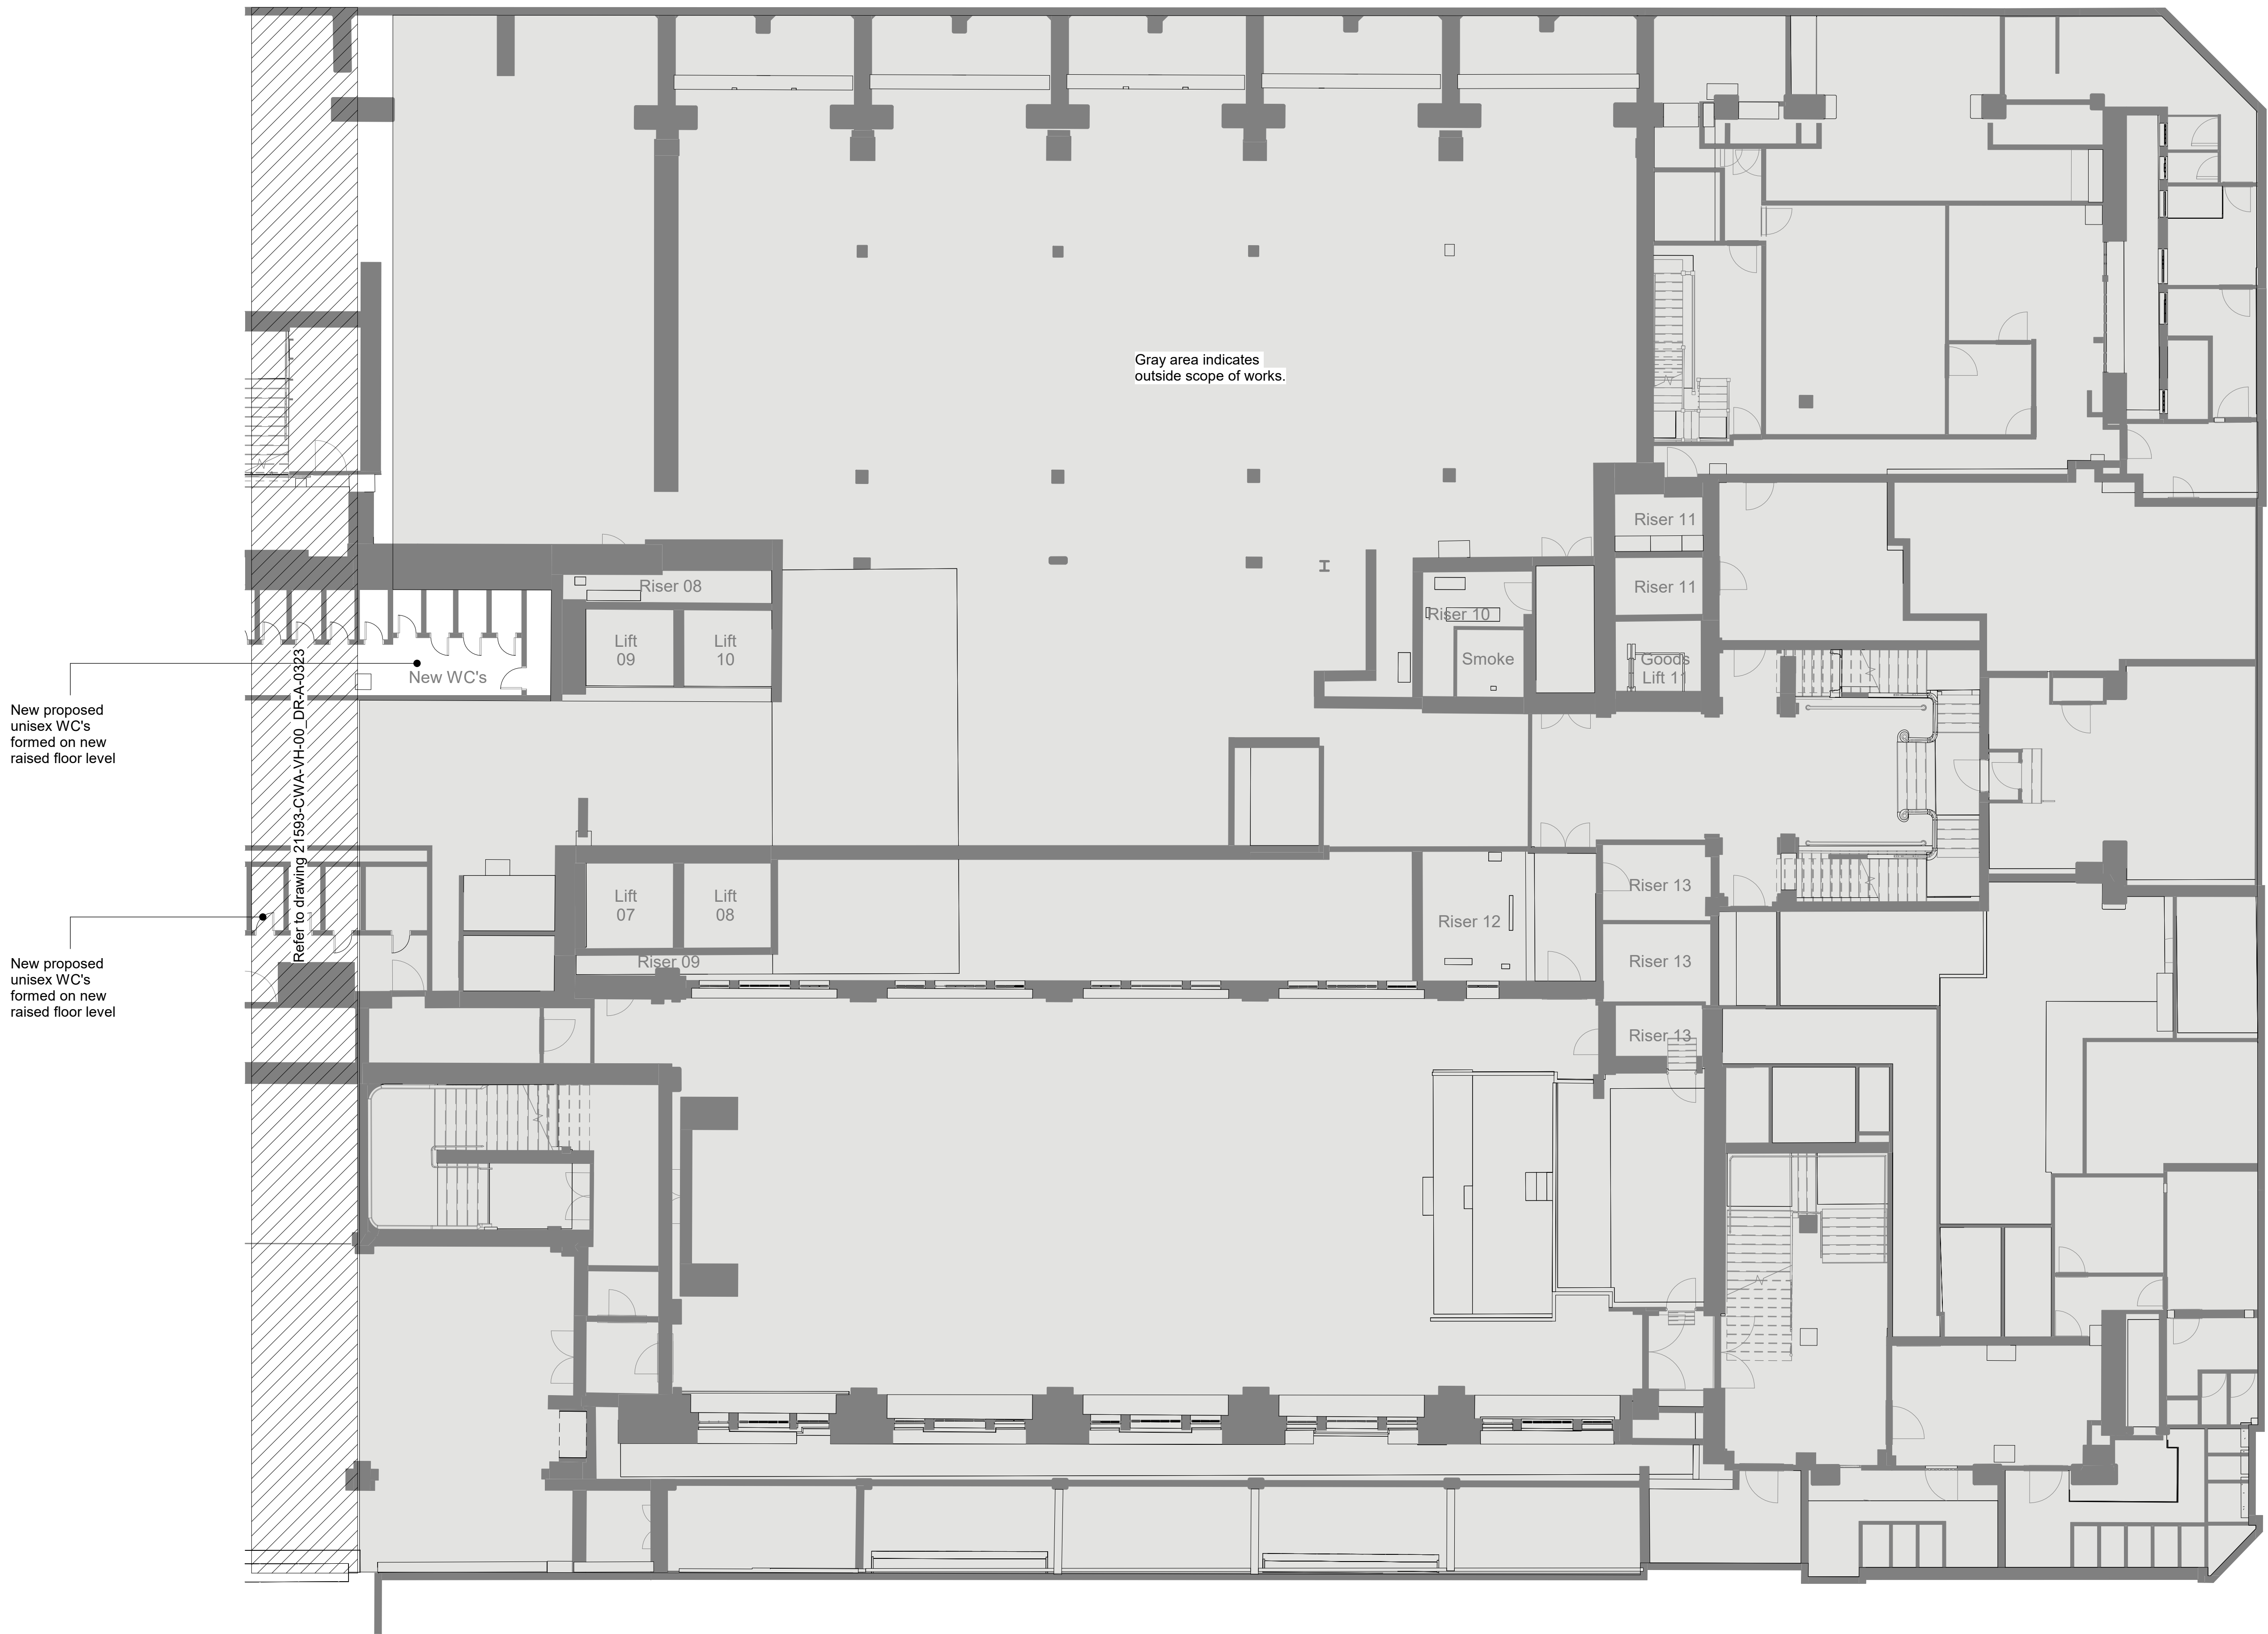 Gray area indicates
outside scope of works.
Riser 11
Riser 11
Riser 08
Riser 10
Lift
09
Lift
10
Smoke
Goods
Lift 11
New WC's
New proposed
unisex WC's
formed on new
raised floor level
Refer to drawing 21593-CWA-VH-00_DR-A-0323
Lift
07
Lift
08
Riser 13
Riser 12
New proposed
unisex WC's
formed on new
raised floor level
Riser 09
Riser 13
Riser 13